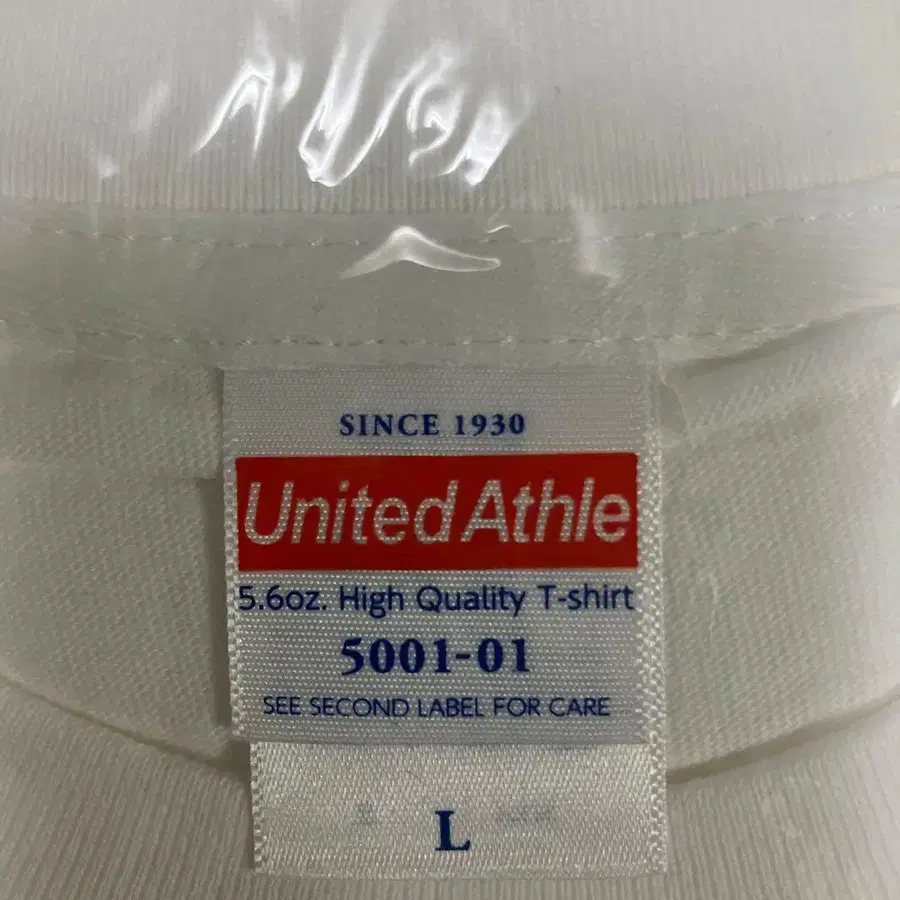 SINCE 1930
United Athle
5.6oz. High Quality T-shirt
5001-01
SEE SECOND LABEL FOR CARE
L